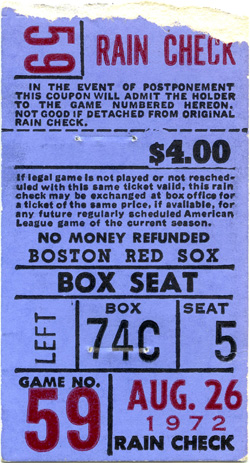 59 RAIN CHECK
IN THE EVENT OF POSTPONEMENT
THIS COUPON WILL ADMIT THE HOLDER
TO THE GAME NUMBERED HEREON.
NOT GOOD IF DETACHED FROM ORIGINAL
RAIN CHECK.
$4.00
If legal game is not played or not resched-
uled with this same ticket valid, this rain
check may be exchanged at box office for
a ticket of the same price, if available, for
any future regularly scheduled American
League game of the current season.
NO MONEY REFUNDED
BOSTON RED SOX
BOX SEAT
LEFT
BOX
74C
SEAT
5
GAME NO.
59
AUG. 26
1972
RAIN CHECK